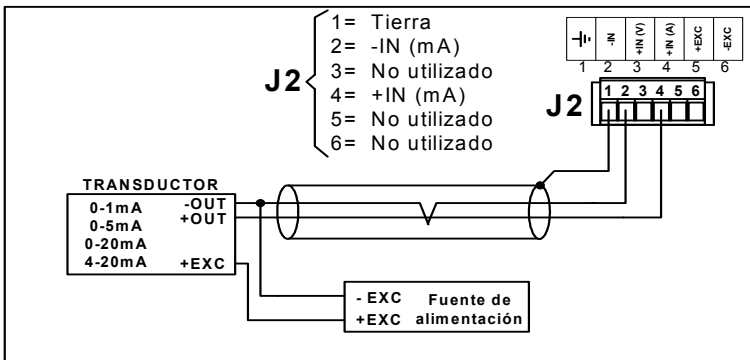 J2
1= Tierra
2= -IN (mA)
3= No utilizado
4= +IN (mA)
5= No utilizado
6= No utilizado
-IN
+IN (V)
+IN (A)
+EXC
-EXC
1 2 3 4 5 6
J2
1 2 3 4 5 6
TRANSDUCTOR
0-1mA -OUT
0-5mA +OUT
0-20mA
4-20mA +EXC
- EXC Fuente de
+EXC alimentación